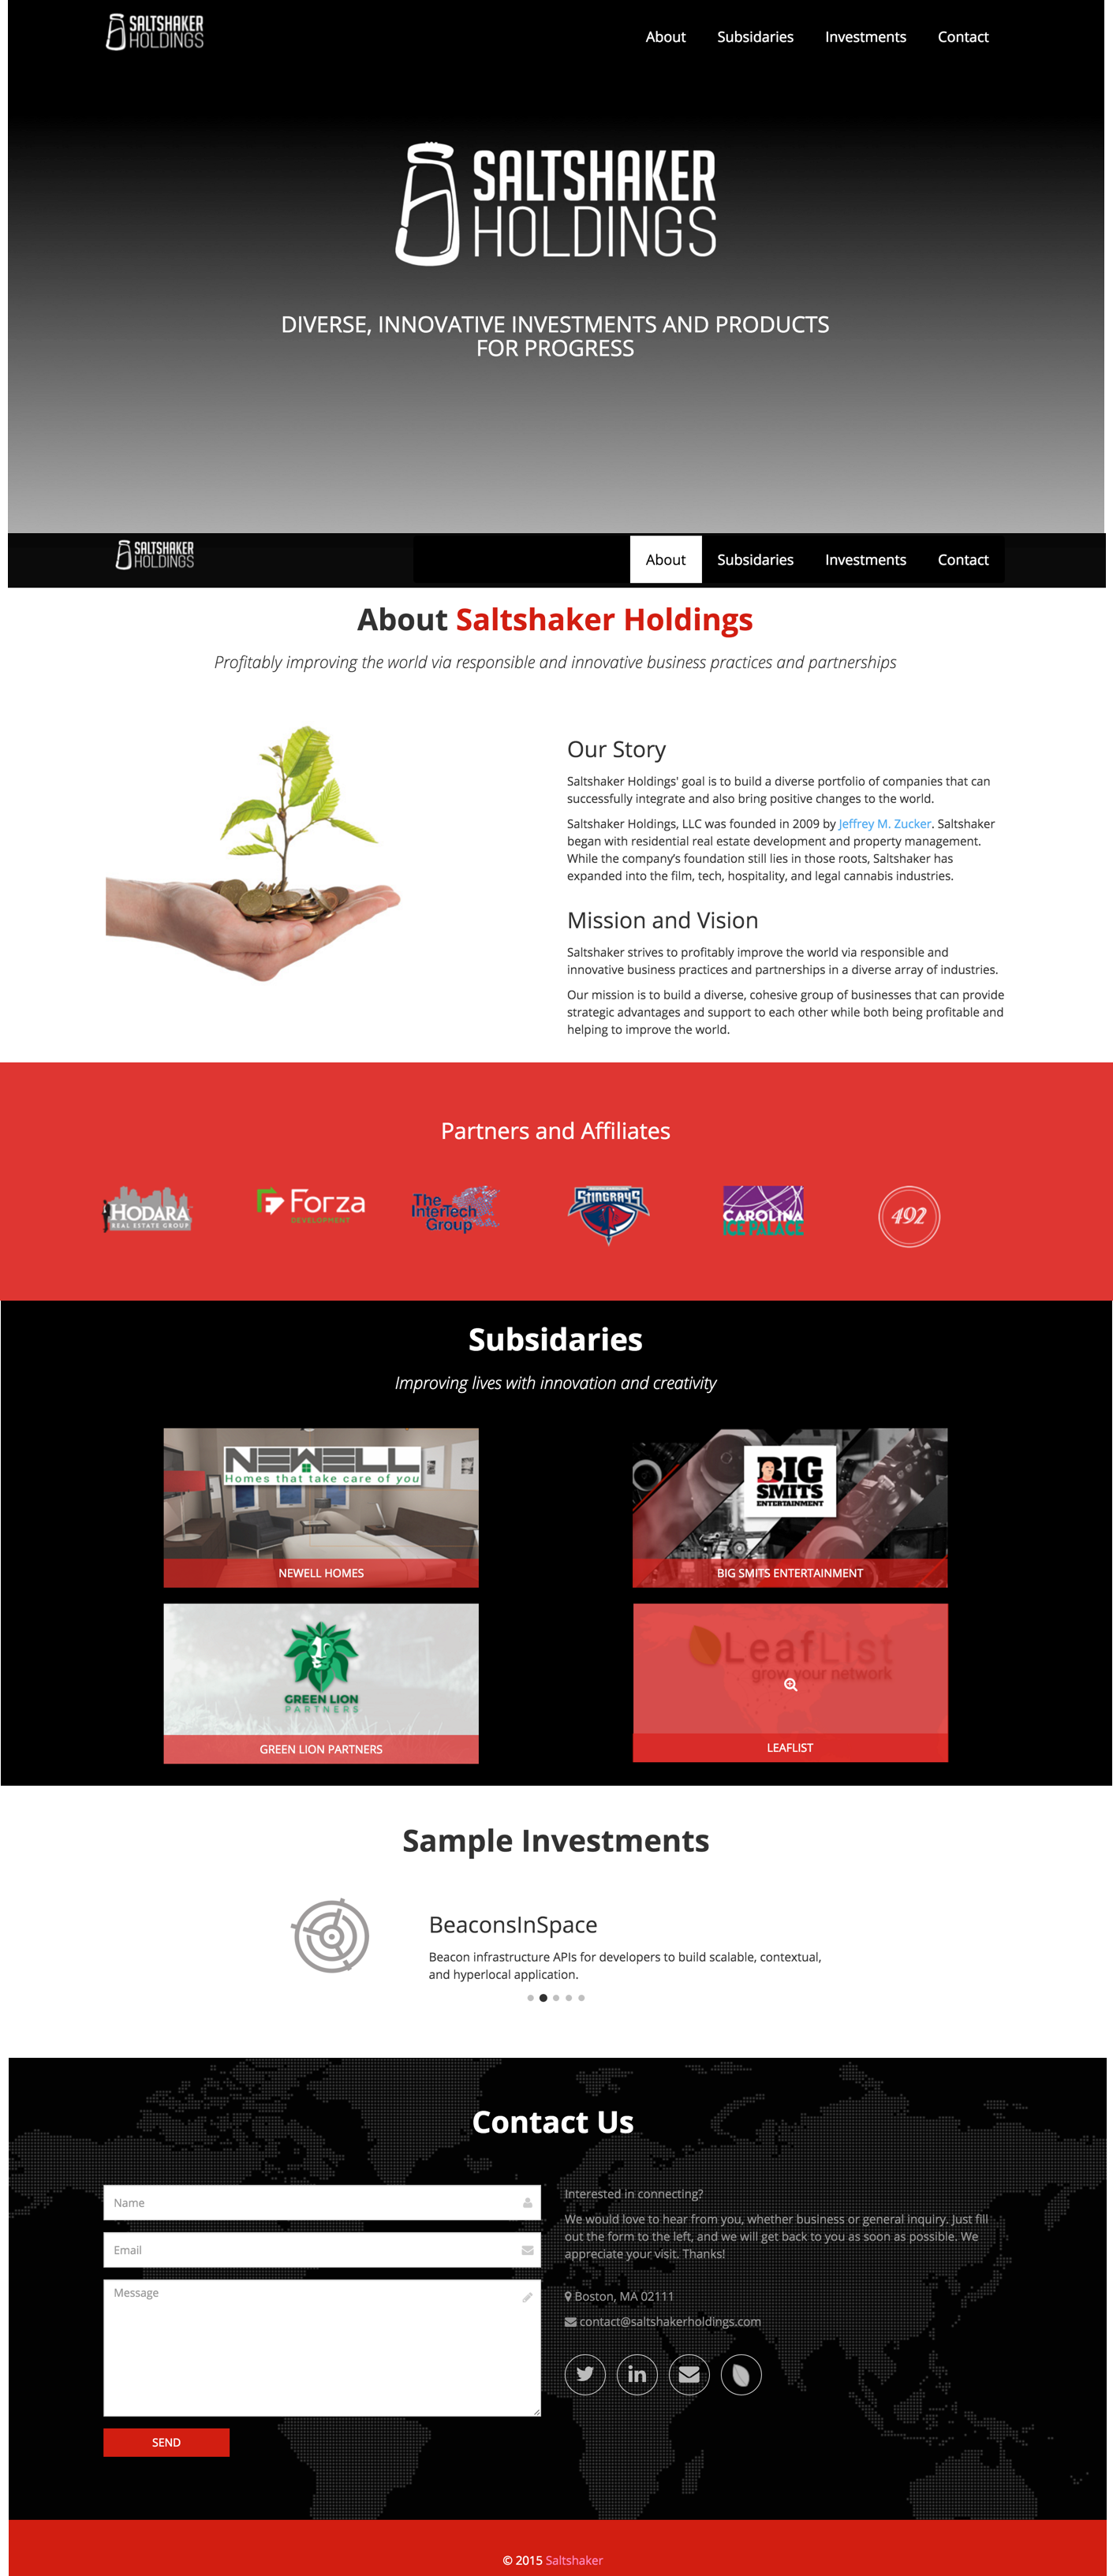 SALTSHAKER
HOLDINGS
About Subsidaries Investments Contact
SALTSHAKER
HOLDINGS
DIVERSE, INNOVATIVE INVESTMENTS AND PRODUCTS
FOR PROGRESS
SALTSHAKER
HOLDINGS
About Subsidaries Investments Contact
About Saltshaker Holdings
Profitably improving the world via responsible and innovative business practices and partnerships
Our Story
Saltshaker Holdings' goal is to build a diverse portfolio of companies that can
successfully integrate and also bring positive changes to the world.
Saltshaker Holdings, LLC was founded in 2009 by Jeffrey M. Zucker. Saltshaker
began with residential real estate development and property management.
While the company's foundation still lies in those roots, Saltshaker has
expanded into the film, tech, hospitality, and legal cannabis industries.
Mission and Vision
Saltshaker strives to profitably improve the world via responsible and
innovative business practices and partnerships in a diverse array of industries.
Our mission is to build a diverse, cohesive group of businesses that can provide
strategic advantages and support to each other while both being profitable and
helping to improve the world.
Partners and Affiliates
HODARA
REAL ESTATE GROUP
Forza
DEVELOPMENT
The
InterTech
Group
STINGRAYS
CAROLINA
ICE PALACE
492
Subsidaries
Improving lives with innovation and creativity
NEWELL
Homes that take care of you
NEWELL HOMES
BIG
SMITS
ENTERTAINMENT
BIG SMITS ENTERTAINMENT
GREEN LION
PARTNERS
GREEN LION PARTNERS
LeafList
grow your network
LEAFLIST
Sample Investments
BeaconsInSpace
Beacon infrastructure APIs for developers to build scalable, contextual,
and hyperlocal application.
Contact Us
Name
Email
Message
SEND
Interested in connecting?
We would love to hear from you, whether business or general inquiry. Just fill
out the form to the left, and we will get back to you as soon as possible. We
appreciate your visit. Thanks!
Boston, MA 02111
contact@saltshakerholdings.com
© 2015 Saltshaker